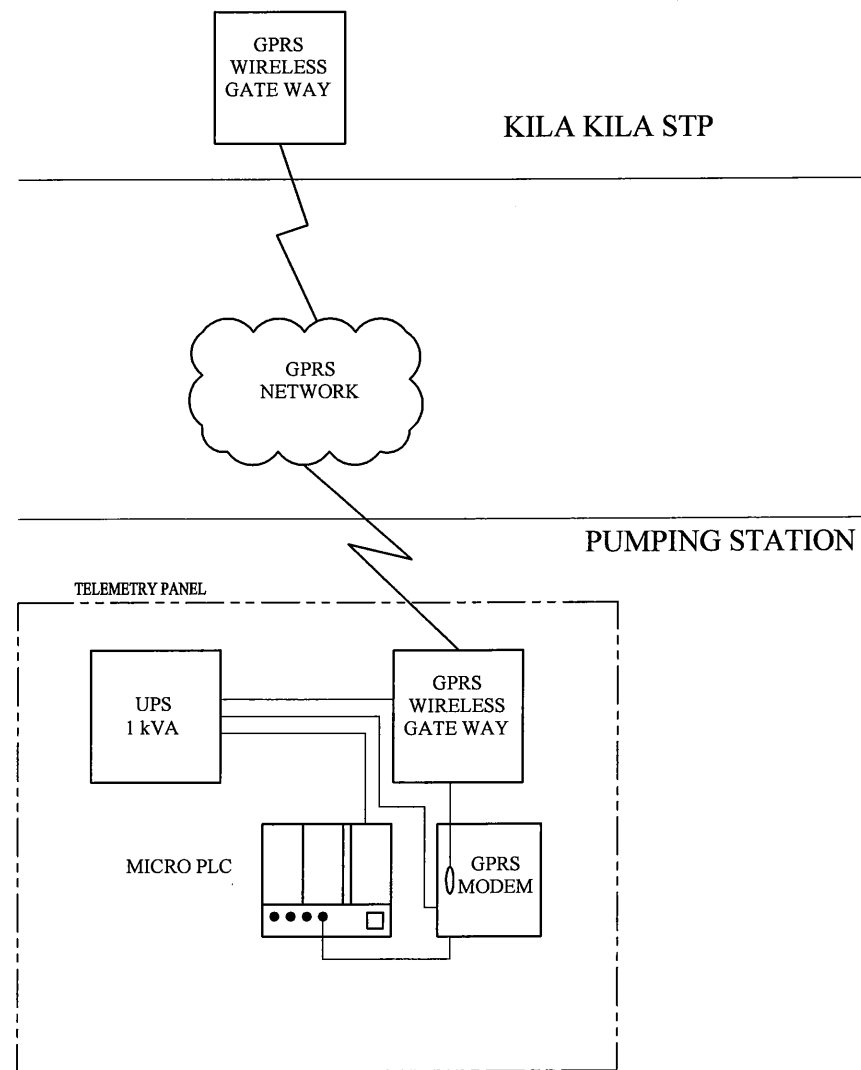 GPRS
WIRELESS
GATE WAY
KILA KILA STP
GPRS
NETWORK
PUMPING STATION
TELEMETRY PANEL
UPS
1 kVA
GPRS
WIRELESS
GATE WAY
MICRO PLC
GPRS
MODEM